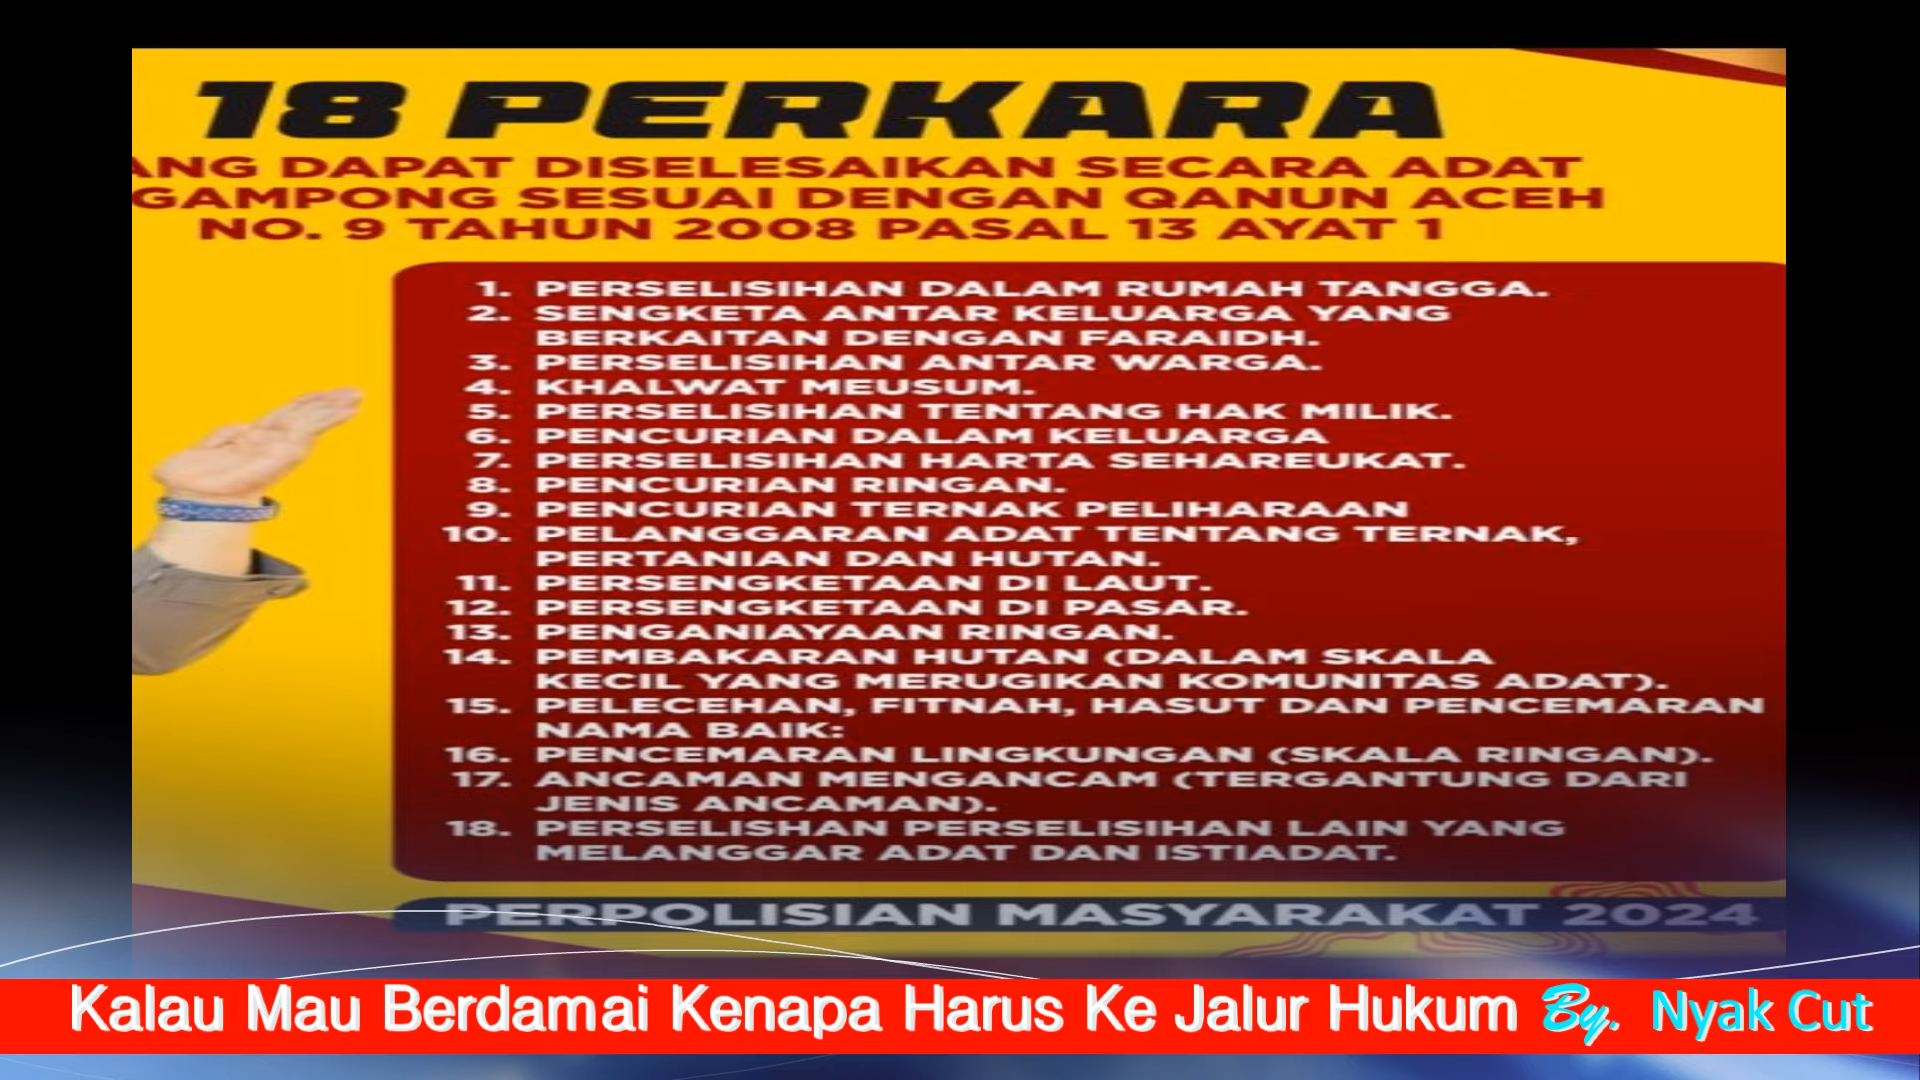 18 PERKARA
ANG DAPAT DISELESAIKAN SECARA ADAT
GAMPONG SESUAI DENGAN QANUN ACEH
NO. 9 TAHUN 2008 PASAL 13 AYAT 1
1. PERSELISIHAN DALAM RUMAH TANGGA.
2. SENGKETA ANTAR KELUARGA YANG
BERKAITAN DENGAN FARAIDH.
3. PERSELISIHAN ANTAR WARGA.
4. KHALWAT MEUSUM.
5. PERSELISIHAN TENTANG HAK MILIK.
6. PENCURIAN DALAM KELUARGA
7. PERSELISIHAN HARTA SEHAREUKAT.
8. PENCURIAN RINGAN.
9. PENCURIAN TERNAK PELIHARAAN
10. PELANGGARAN ADAT TENTANG TERNAK,
PERTANIAN DAN HUTAN.
11. PERSENGKETAAN DI LAUT.
12. PERSENGKETAAN DI PASAR.
13. PENGANIAYAAN RINGAN.
14. PEMBAKARAN HUTAN (DALAM SKALA
KECIL YANG MERUGIKAN KOMUNITAS ADAT).
15. PELECEHAN, FITNAH, HASUT DAN PENCEMARAN
NAMA BAIK:
16. PENCEMARAN LINGKUNGAN (SKALA RINGAN).
17. ANCAMAN MENGANCAM (TERGANTUNG DARI
JENIS ANCAMAN).
18. PERSELISHAN PERSELISIHAN LAIN YANG
MELANGGAR ADAT DAN ISTIADAT.
PERPOLISIAN MASYARAKAT 2024
Kalau Mau Berdamai Kenapa Harus Ke Jalur Hukum By. Nyak Cut